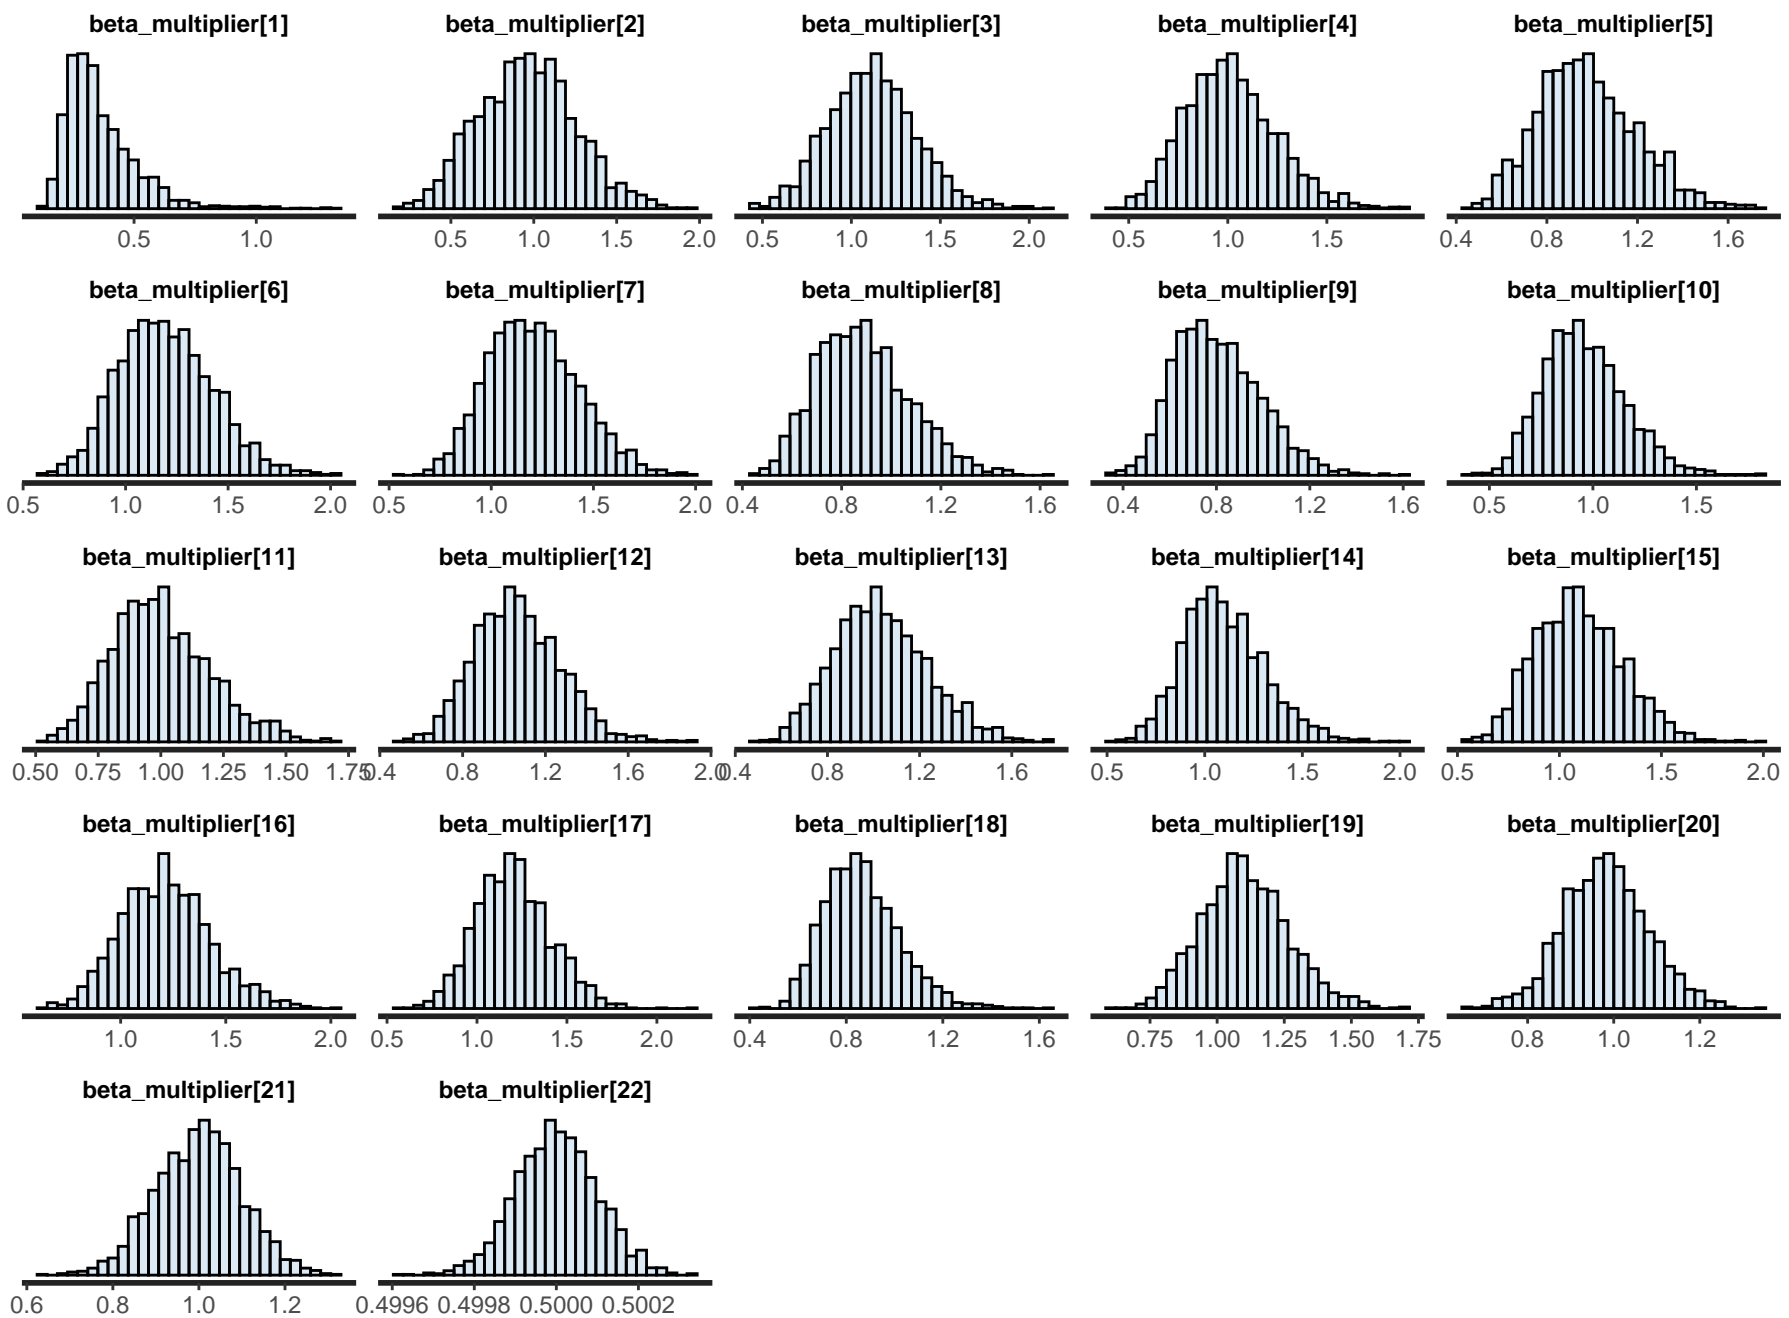 beta_multiplier[1] beta_multiplier[2] beta_multiplier[3] beta_multiplier[4] beta_multiplier[5]
0.5 1.0 0.5 1.0 1.5 2.0 0.5 1.0 1.5 2.0 0.5 1.0 1.5 0.4 0.8 1.2 1.6
beta_multiplier[6] beta_multiplier[7] beta_multiplier[8] beta_multiplier[9] beta_multiplier[10]
0.5 1.0 1.5 2.0 0.5 1.0 1.5 2.0 0.4 0.8 1.2 1.6 0.4 0.8 1.2 1.6 0.5 1.0 1.5
beta_multiplier[11] beta_multiplier[12] beta_multiplier[13] beta_multiplier[14] beta_multiplier[15]
0.50 0.75 1.00 1.25 1.50 1.75 0.4 0.8 1.2 1.6 2.0 0.4 0.8 1.2 1.6 0.5 1.0 1.5 2.0 0.5 1.0 1.5 2.0
beta_multiplier[16] beta_multiplier[17] beta_multiplier[18] beta_multiplier[19] beta_multiplier[20]
1.0 1.5 2.0 0.5 1.0 1.5 2.0 0.4 0.8 1.2 1.6 0.75 1.00 1.25 1.50 1.75 0.8 1.0 1.2
beta_multiplier[21] beta_multiplier[22]
0.6 0.8 1.0 1.2 0.4996 0.4998 0.5000 0.5002